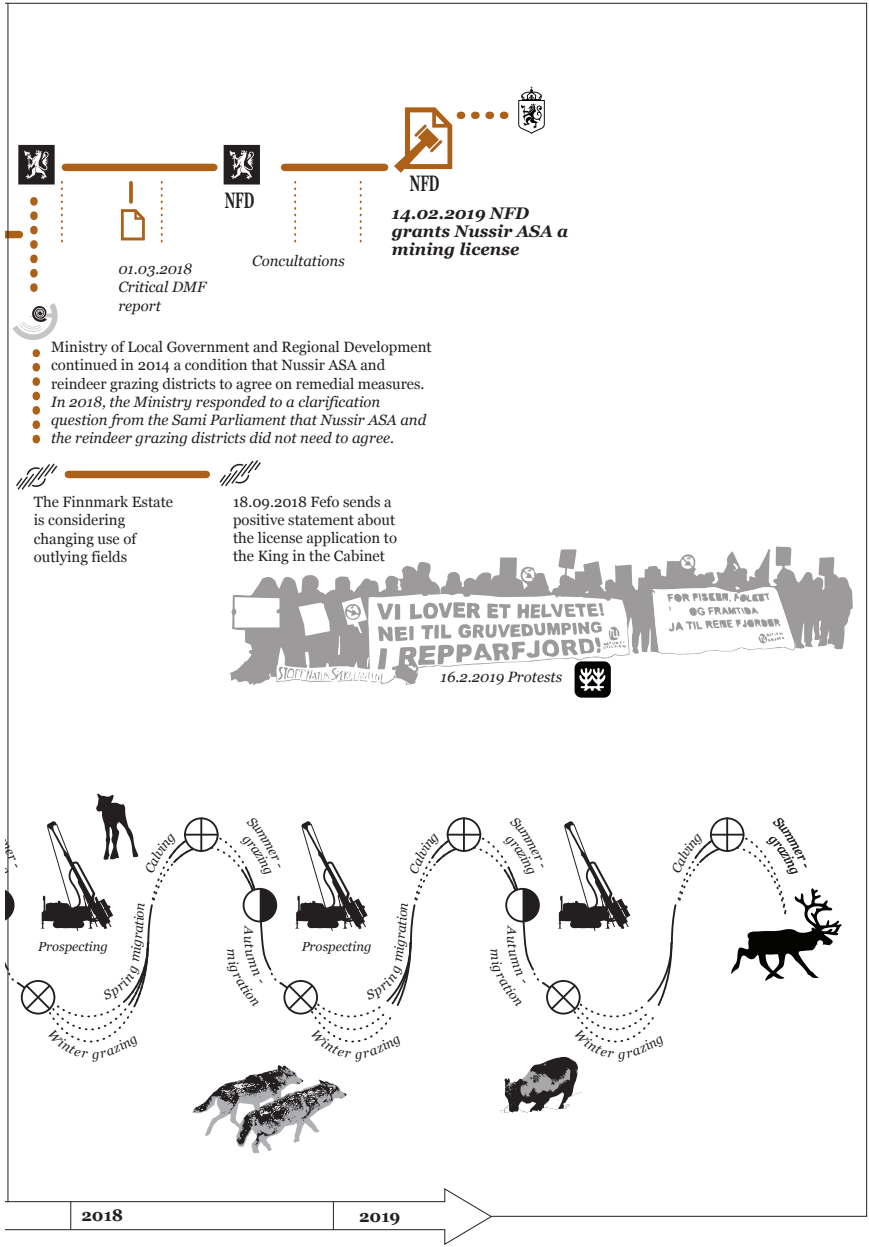 NFD
NFD
14.02.2019 NFD
grants Nussir ASA a
mining license
01.03.2018
Critical DMF
report
Concultations
Ministry of Local Government and Regional Development
continued in 2014 a condition that Nussir ASA and
reindeer grazing districts to agree on remedial measures.
In 2018, the Ministry responded to a clarification
question from the Sami Parliament that Nussir ASA and
the reindeer grazing districts did not need to agree.
The Finnmark Estate
is considering
changing use of
outlying fields
18.09.2018 Fefo sends a
positive statement about
the license application to
the King in the Cabinet
VI LOVER ET HELVETE!
NEI TIL GRUVEDUMPING
I REPPARFJORD!
FOR FISKEN, FOLKET
OG FRAMTIDA
JA TIL RENE FJORDER
16.2.2019 Protests
Calving
Summer-
grazing
Calving
Summer-
grazing
Calving
Summer-
grazing
Prospecting
Spring migration
Autumn -
migration
Prospecting
Spring migration
Autumn -
migration
Winter grazing
Winter grazing
Winter grazing
2018
2019